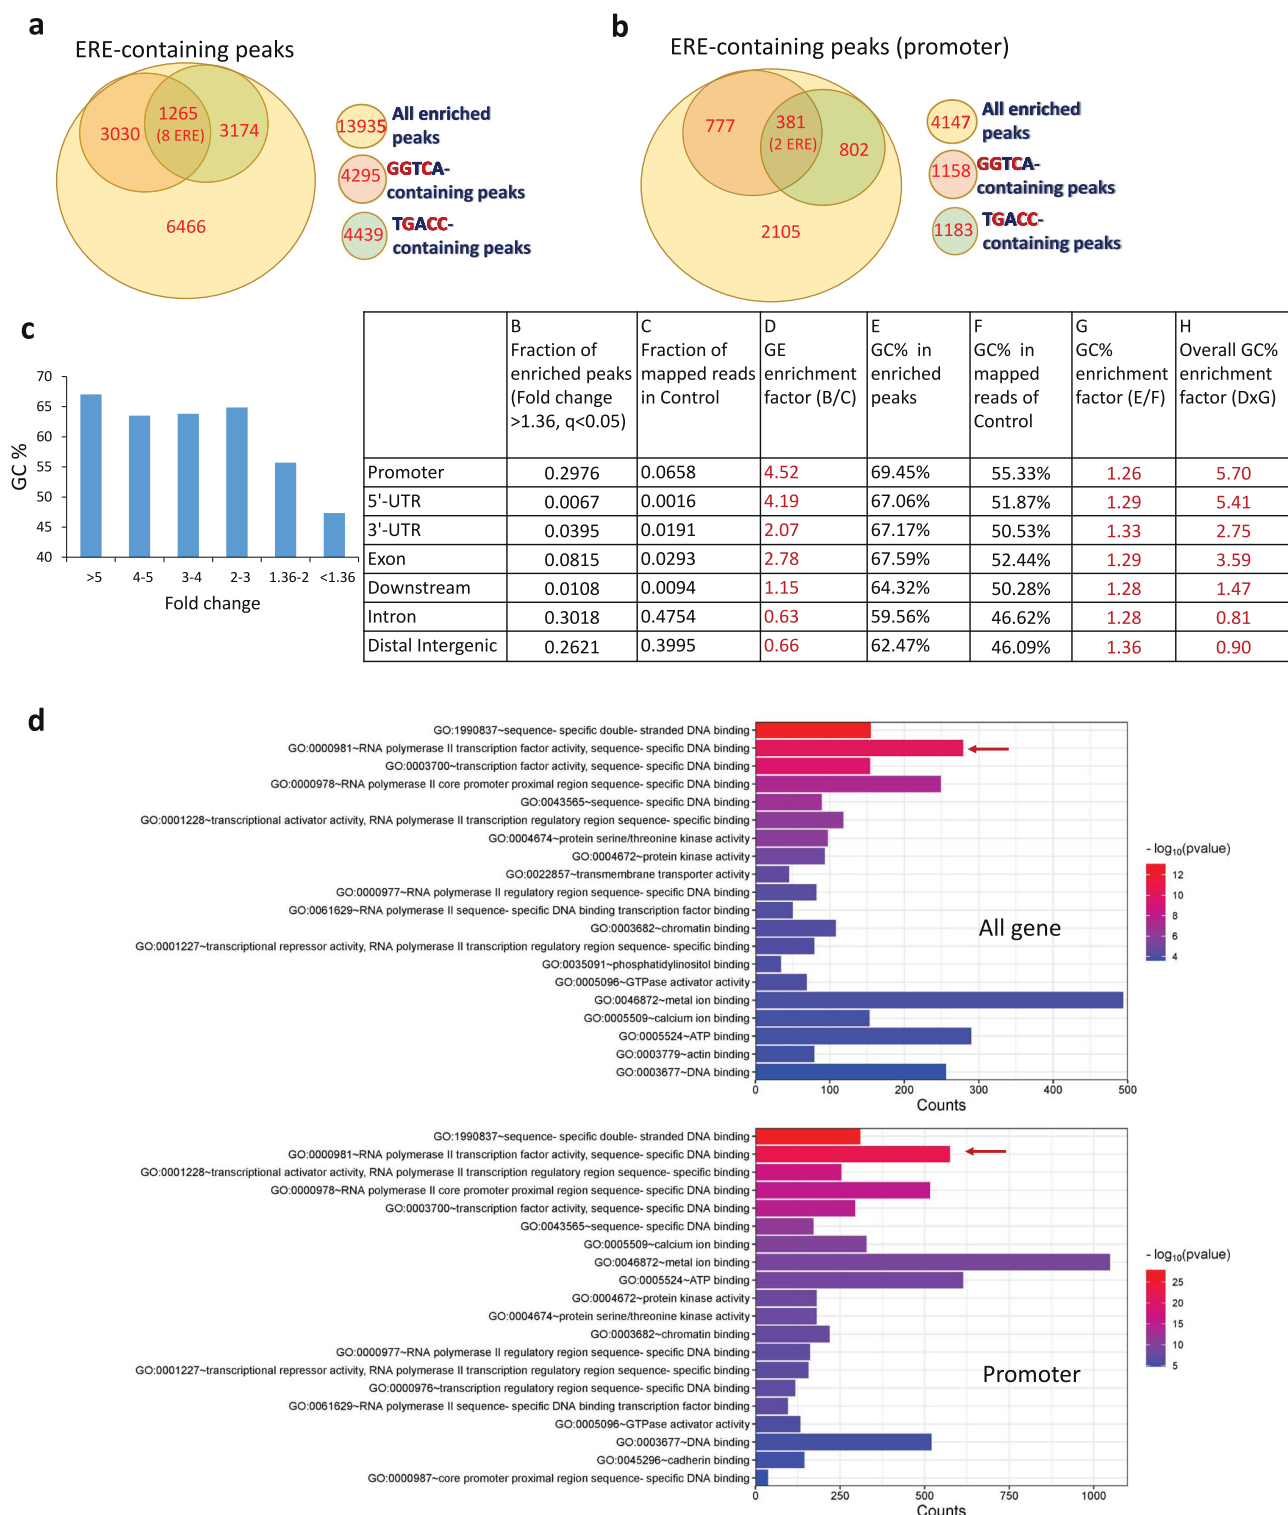 a
ERE-containing peaks
1265
(8 ERE)
3030
3174
6466
13935
All enriched
peaks
4295
GGTCA-
containing peaks
4439
TGACC-
containing peaks
b
ERE-containing peaks (promoter)
777
381
(2 ERE)
802
2105
4147
All enriched
peaks
1158
GGTCA-
containing peaks
1183
TGACC-
containing peaks
c
70
65
60
55
50
45
40
GC %
>5 4-5 3-4 2-3 1.36-2 <1.36
Fold change
B
Fraction of
enriched peaks
(Fold change
>1.36, q<0.05)
C
Fraction of
mapped reads
in Control
D
GE
enrichment
factor (B/C)
E
GC% in
enriched
peaks
F
GC% in
mapped
reads of
Control
G
GC%
enrichment
factor (E/F)
H
Overall GC%
enrichment
factor (DxG)
Promoter 0.2976 0.0658 4.52 69.45% 55.33% 1.26 5.70
5'-UTR 0.0067 0.0016 4.19 67.06% 51.87% 1.29 5.41
3'-UTR 0.0395 0.0191 2.07 67.17% 50.53% 1.33 2.75
Exon 0.0815 0.0293 2.78 67.59% 52.44% 1.29 3.59
Downstream 0.0108 0.0094 1.15 64.32% 50.28% 1.28 1.47
Intron 0.3018 0.4754 0.63 59.56% 46.62% 1.28 0.81
Distal Intergenic 0.2621 0.3995 0.66 62.47% 46.09% 1.36 0.90
d
GO:1990837~sequence- specific double- stranded DNA binding
GO:0000981~RNA polymerase II transcription factor activity, sequence- specific DNA binding
GO:0003700~transcription factor activity, sequence- specific DNA binding
GO:0000978~RNA polymerase II core promoter proximal region sequence- specific DNA binding
GO:0043565~sequence- specific DNA binding
GO:0001228~transcriptional activator activity, RNA polymerase II transcription regulatory region sequence- specific binding
GO:0004674~protein serine/threonine kinase activity
GO:0004672~protein kinase activity
GO:0022857~transmembrane transporter activity
GO:0000977~RNA polymerase II regulatory region sequence- specific DNA binding
GO:0061629~RNA polymerase II sequence- specific DNA binding transcription factor binding
GO:0003682~chromatin binding
GO:0001227~transcriptional repressor activity, RNA polymerase II transcription regulatory region sequence- specific binding
GO:0035091~phosphatidylinositol binding
GO:0005096~GTPase activator activity
GO:0046872~metal ion binding
GO:0005509~calcium ion binding
GO:0005524~ATP binding
GO:0003779~actin binding
GO:0003677~DNA binding
0 100 200 300 400 500
Counts
All gene
- log10(pvalue)
12
10
8
6
4
GO:1990837~sequence- specific double- stranded DNA binding
GO:0000981~RNA polymerase II transcription factor activity, sequence- specific DNA binding
GO:0001228~transcriptional activator activity, RNA polymerase II transcription regulatory region sequence- specific binding
GO:0000978~RNA polymerase II core promoter proximal region sequence- specific DNA binding
GO:0003700~transcription factor activity, sequence- specific DNA binding
GO:0043565~sequence- specific DNA binding
GO:0005509~calcium ion binding
GO:0046872~metal ion binding
GO:0005524~ATP binding
GO:0004672~protein kinase activity
GO:0004674~protein serine/threonine kinase activity
GO:0003682~chromatin binding
GO:0000977~RNA polymerase II regulatory region sequence- specific DNA binding
GO:0001227~transcriptional repressor activity, RNA polymerase II transcription regulatory region sequence- specific binding
GO:0000976~transcription regulatory region sequence- specific DNA binding
GO:0061629~RNA polymerase II sequence- specific DNA binding transcription factor binding
GO:0005096~GTPase activator activity
GO:0003677~DNA binding
GO:0045296~cadherin binding
GO:0000987~core promoter proximal region sequence- specific DNA binding
0 250 500 750 1000
Counts
Promoter
- log10(pvalue)
25
20
15
10
5